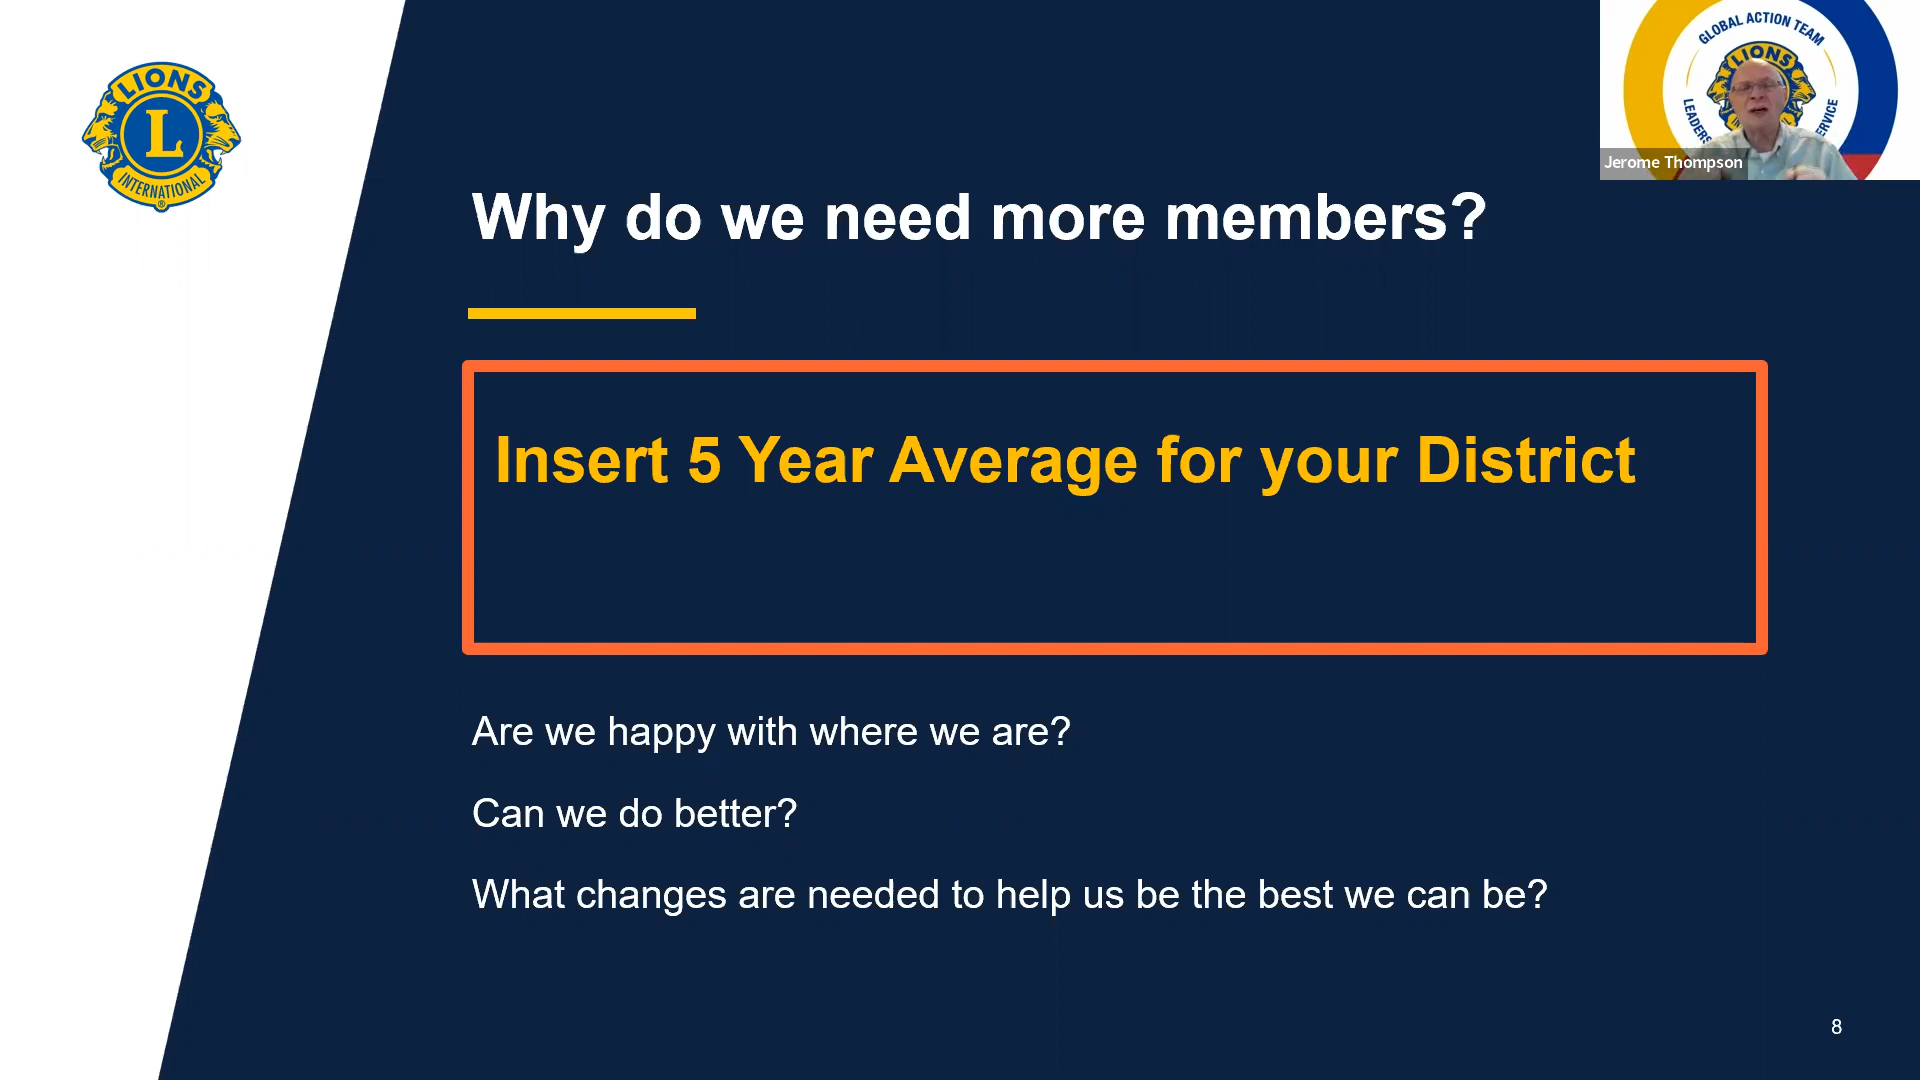 LIONS
L
INTERNATIONAL
®
GLOBAL ACTION TEAM
LIONS
Jerome Thompson
Why do we need more members?
Insert 5 Year Average for your District
Are we happy with where we are?
Can we do better?
What changes are needed to help us be the best we can be?
8